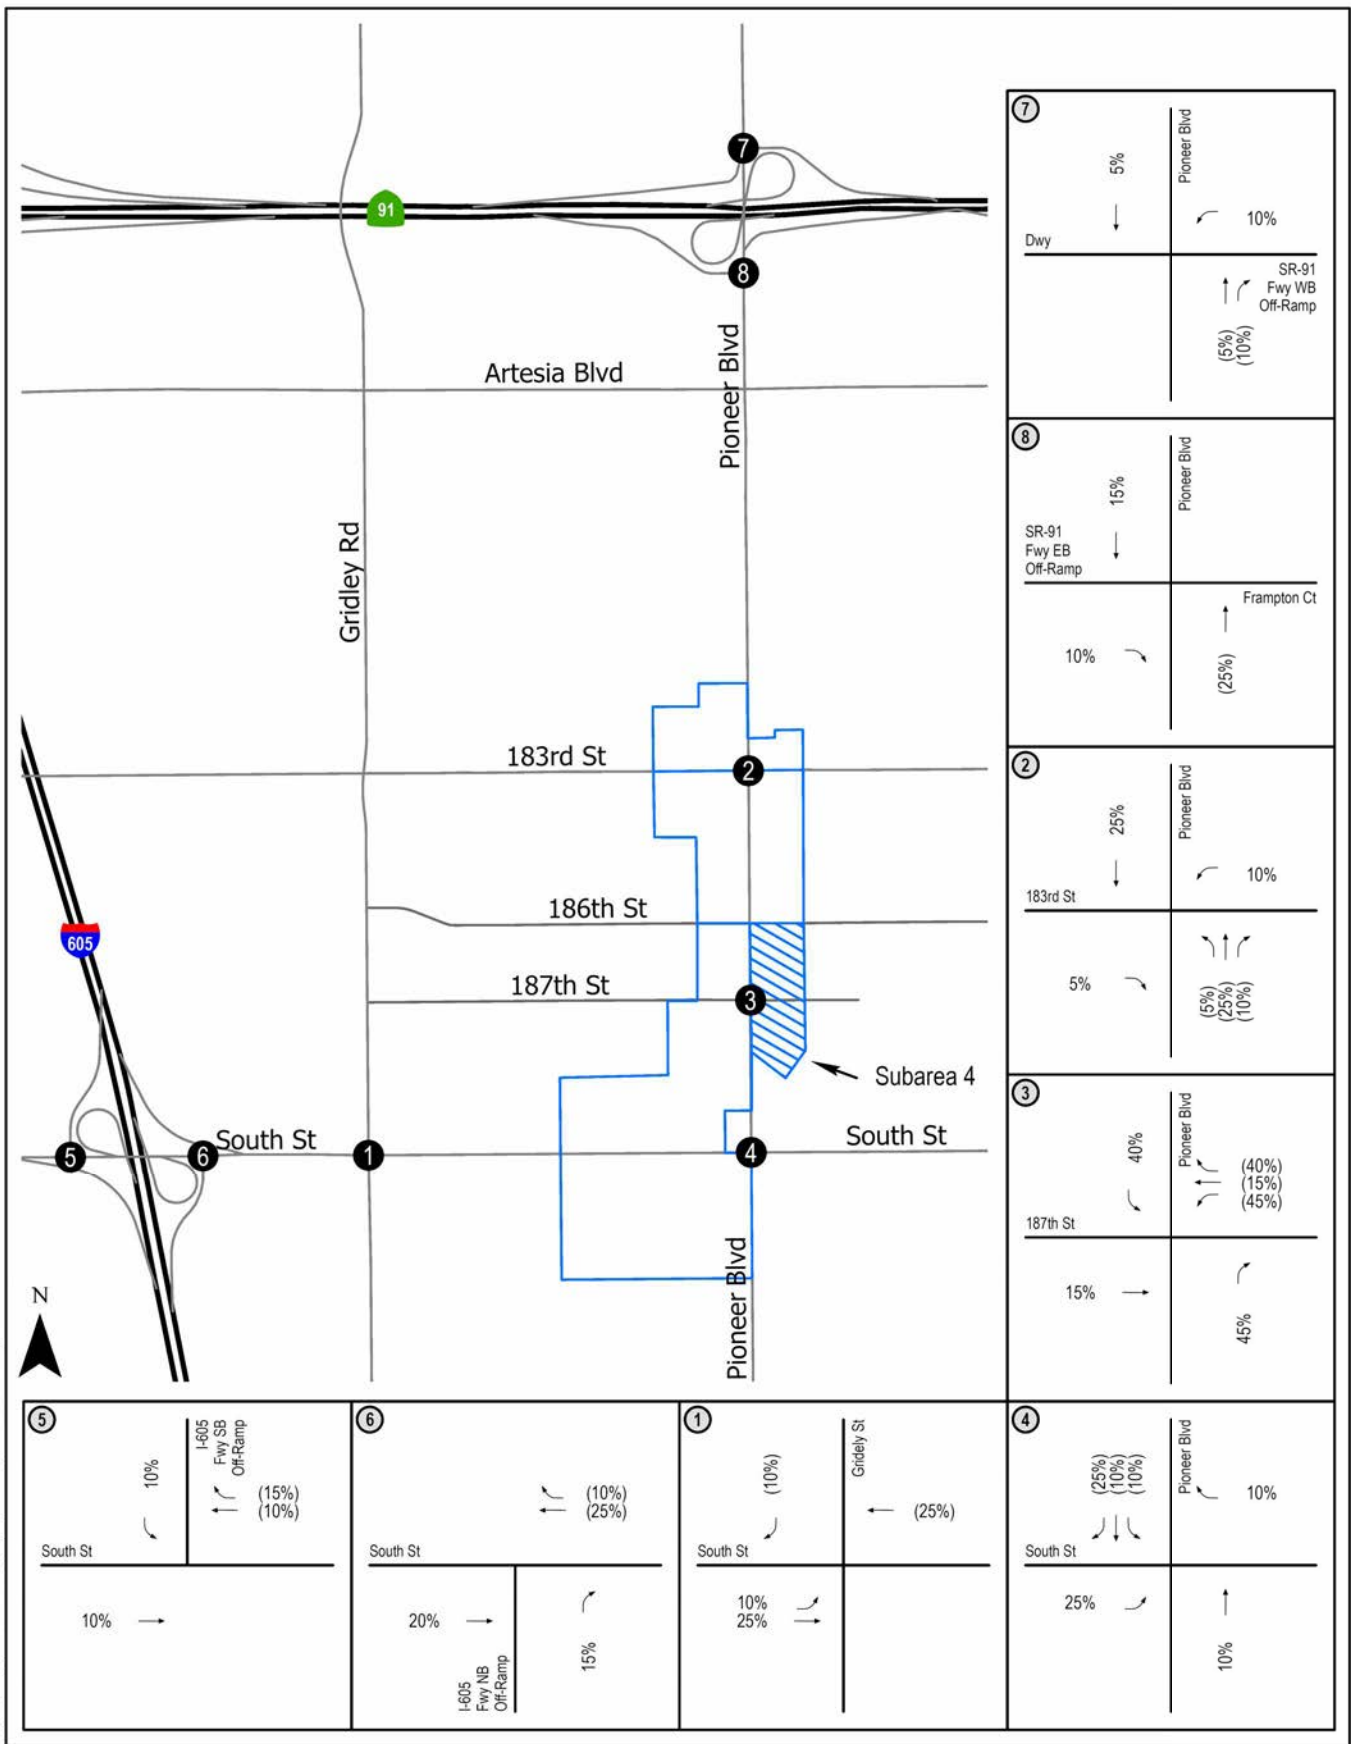 7
91
8
Artesia Blvd
Pioneer Blvd
Gridley Rd
183rd St
2
186th St
605
187th St
3
Subarea 4
South St
South St
5
6
1
4
Pioneer Blvd
N
7
5%
Pioneer Blvd
10%
Dwy
SR-91
Fwy WB
Off-Ramp
(5%)
(10%)
8
15%
Pioneer Blvd
SR-91
Fwy EB
Off-Ramp
Frampton Ct
10%
(25%)
2
25%
Pioneer Blvd
10%
183rd St
5%
(5%)
(25%)
(10%)
3
40%
Pioneer Blvd
(40%)
(15%)
(45%)
187th St
15%
45%
5
10%
I-605
Fwy SB
Off-Ramp
(15%)
(10%)
South St
10%
6
(10%)
(25%)
South St
20%
I-605
Fwy NB
Off-Ramp
15%
1
(10%)
Gridely St
(25%)
South St
10%
25%
4
(25%)
(10%)
(10%)
Pioneer Blvd
10%
South St
25%
10%